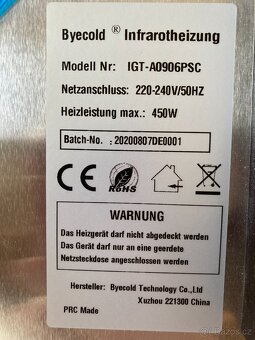 Byecold® Infrarotheizung
Modell Nr: IGT-A0906PSC
Netzanschluss: 220-240V/50HZ
Heizleistung max.: 450W
Batch-No. : 20200807DE0001
CE RoHS
WARNUNG
Das Heizgerät darf nicht abgedeckt werden
Das Gerät darf nur an eine geerdete
Netzsteckdose angeschlossen werden
Hersteller: Byecold Technology Co., Ltd
Xuzhou 221300 China
PRC Made
bazoš.cz